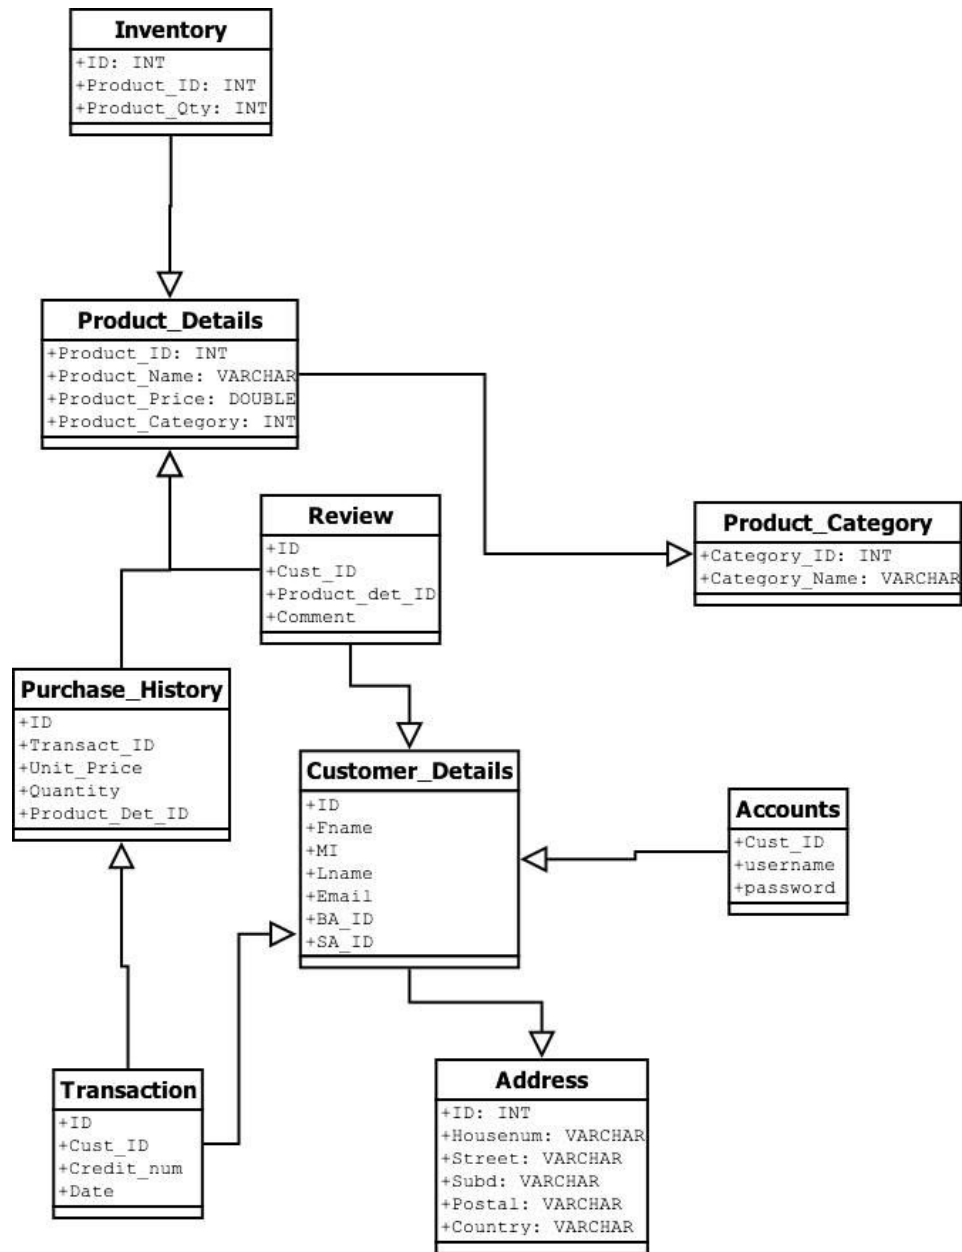 Inventory
+ID: INT
+Product_ID: INT
+Product_Qty: INT
Product_Details
+Product_ID: INT
+Product_Name: VARCHAR
+Product_Price: DOUBLE
+Product_Category: INT
Review
+ID
+Cust_ID
+Product_det_ID
+Comment
Product_Category
+Category_ID: INT
+Category_Name: VARCHAR
Purchase_History
+ID
+Transact_ID
+Unit_Price
+Quantity
+Product_Det_ID
Customer_Details
+ID
+Fname
+MI
+Lname
+Email
+BA_ID
+SA_ID
Accounts
+Cust_ID
+username
+password
Transaction
+ID
+Cust_ID
+Credit_num
+Date
Address
+ID: INT
+Housenum: VARCHAR
+Street: VARCHAR
+Subd: VARCHAR
+Postal: VARCHAR
+Country: VARCHAR